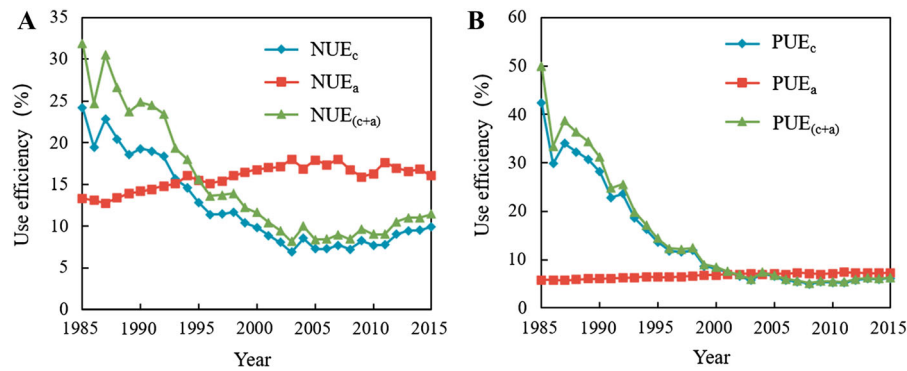 A
Use efficiency (%)
35
30
25
20
15
10
5
0
NUEc
NUEa
NUE(c+a)
1985 1990 1995 2000 2005 2010 2015
Year
B
Use efficiency (%)
60
50
40
30
20
10
0
PUEc
PUEa
PUE(c+a)
1985 1990 1995 2000 2005 2010 2015
Year